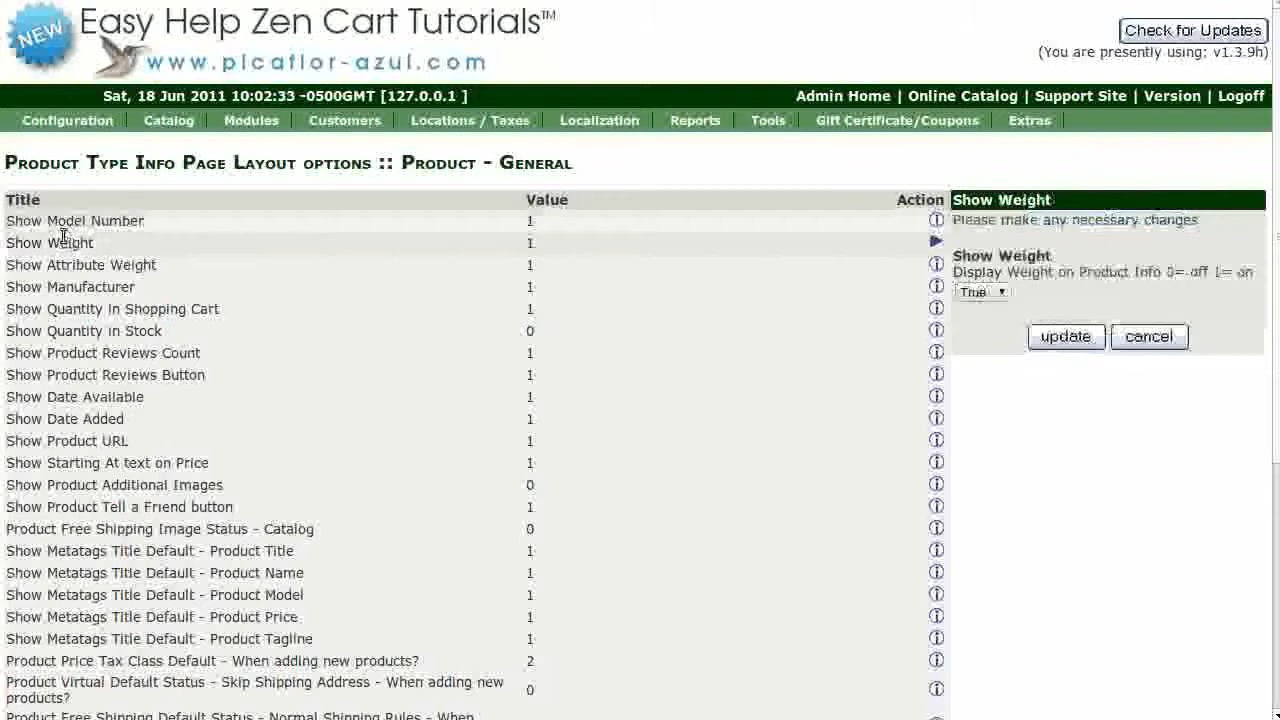 NEW
Easy Help Zen Cart Tutorials™
www.picaflor-azul.com
Check for Updates
(You are presently using: v1.3.9h)
Sat, 18 Jun 2011 10:02:33 -0500GMT [127.0.0.1 ]
Admin Home | Online Catalog | Support Site | Version | Logoff
Configuration Catalog Modules Customers Locations / Taxes Localization Reports Tools Gift Certificate/Coupons Extras
Product Type Info Page Layout options :: Product - General
Title Value Action
Show Model Number 1
Show Weight 1
Show Attribute Weight 1
Show Manufacturer 1
Show Quantity in Shopping Cart 1
Show Quantity in Stock 0
Show Product Reviews Count 1
Show Product Reviews Button 1
Show Date Available 1
Show Date Added 1
Show Product URL 1
Show Starting At text on Price 1
Show Product Additional Images 0
Show Product Tell a Friend button 1
Product Free Shipping Image Status - Catalog 0
Show Metatags Title Default - Product Title 1
Show Metatags Title Default - Product Name 1
Show Metatags Title Default - Product Model 1
Show Metatags Title Default - Product Price 1
Show Metatags Title Default - Product Tagline 1
Product Price Tax Class Default - When adding new products? 2
Product Virtual Default Status - Skip Shipping Address - When adding new
products? 0
Product Free Shipping Default Status - Normal Shipping Rules - When
Show Weight
Please make any necessary changes
Show Weight
Display Weight on Product Info 0= off 1= on
True
update cancel